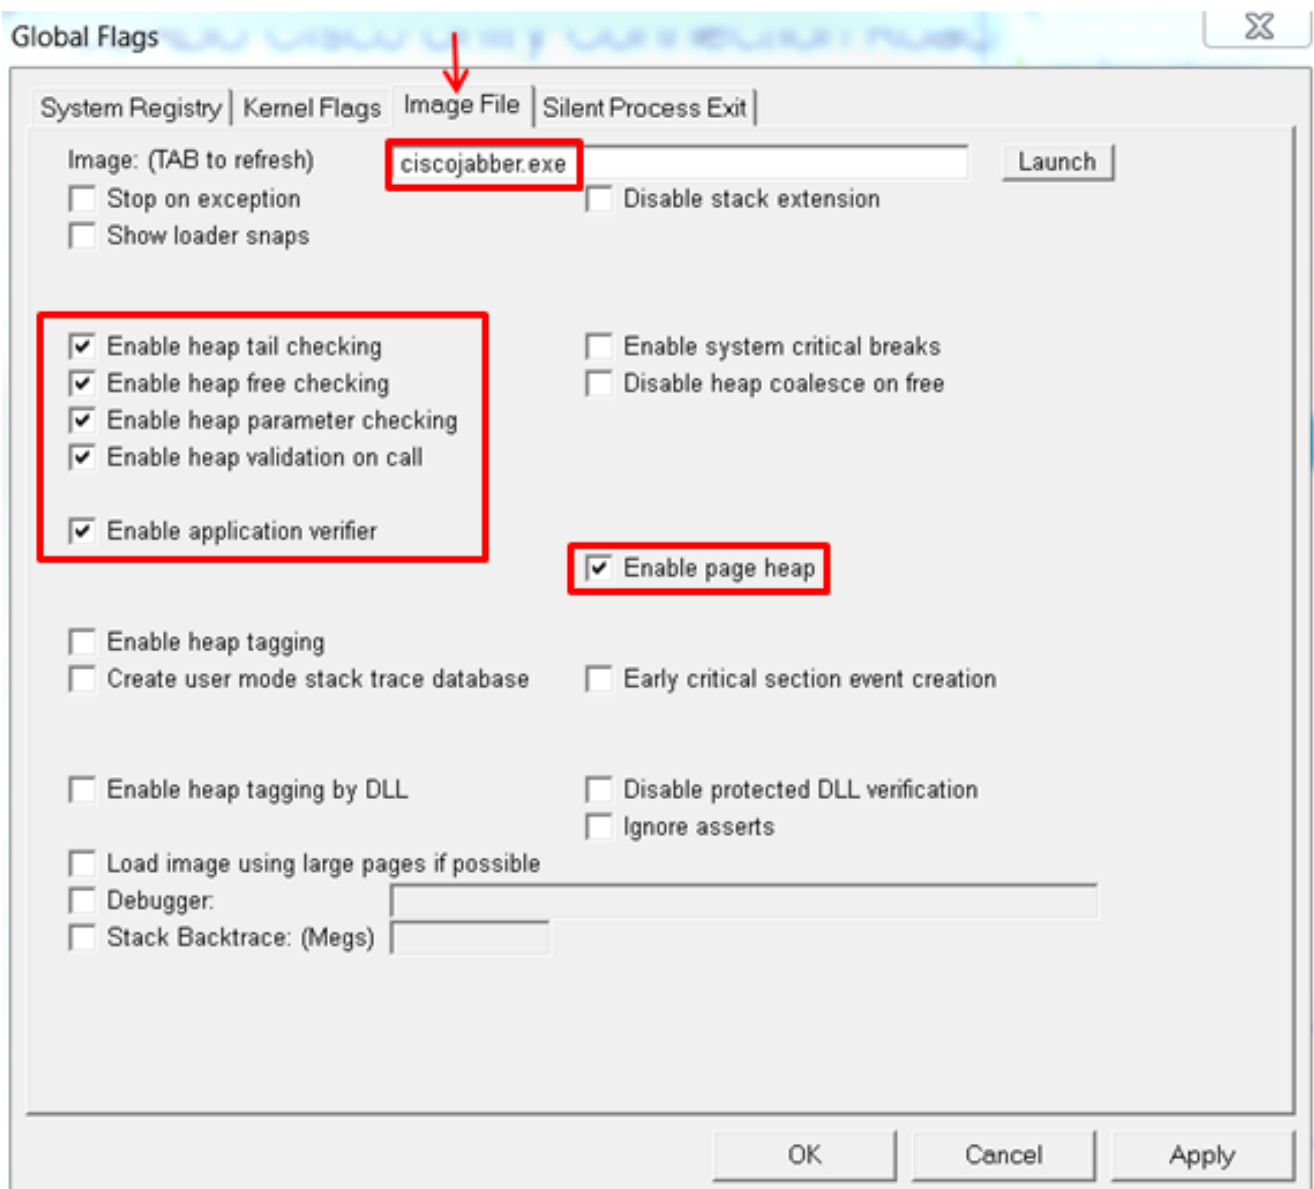 Global Flags
System Registry Kernel Flags Image File Silent Process Exit
Image: (TAB to refresh) ciscojabber.exe Launch
Stop on exception Disable stack extension
Show loader snaps
Enable heap tail checking Enable system critical breaks
Enable heap free checking Disable heap coalesce on free
Enable heap parameter checking
Enable heap validation on call
Enable application verifier
Enable page heap
Enable heap tagging
Create user mode stack trace database Early critical section event creation
Enable heap tagging by DLL Disable protected DLL verification
Ignore asserts
Load image using large pages if possible
Debugger:
Stack Backtrace: (Megs)
OK Cancel Apply